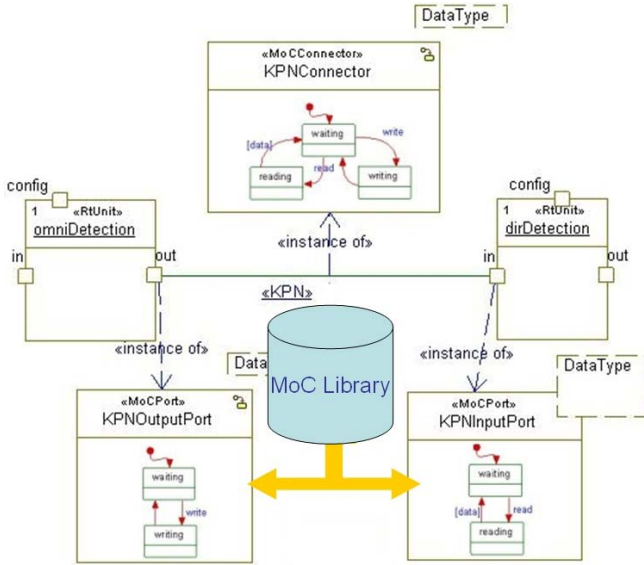 DataType
«MoCConnector»
KPNConnector
waiting
[data]
write
read
reading
writing
config
1 «RtUnit»
omniDetection
in
out
config
1 «RtUnit»
dirDetection
in
out
«instance of»
«KPN»
«instance of»
«instance of»
Data
DataType
MoC Library
«MoCPort»
KPNOutputPort
waiting
write
writing
«MoCPort»
KPNInputPort
waiting
[data]
read
reading